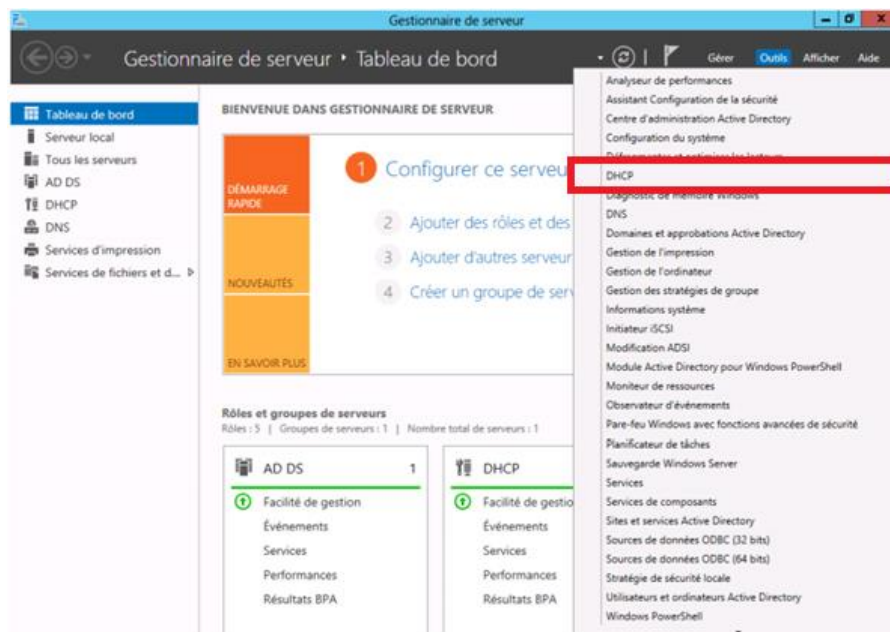 Gestionnaire de serveur
Gestionnaire de serveur • Tableau de bord
Gérer
Outils
Afficher
Aide
Tableau de bord
Serveur local
Tous les serveurs
AD DS
DHCP
DNS
Services d'impression
Services de fichiers et d...
BIENVENUE DANS GESTIONNAIRE DE SERVEUR
DÉMARRAGE
RAPIDE
NOUVEAUTÉS
EN SAVOIR PLUS
1 Configurer ce serveu
2 Ajouter des rôles et des
3 Ajouter d'autres serveur
4 Créer un groupe de serv
Rôles et groupes de serveurs
Rôles : 5 | Groupes de serveurs : 1 | Nombre total de serveurs : 1
AD DS 1
Facilité de gestion
Événements
Services
Performances
Résultats BPA
DHCP
Facilité de gestio
Événements
Services
Performances
Résultats BPA
Analyseur de performances
Assistant Configuration de la sécurité
Centre d'administration Active Directory
Configuration du système
Défragmenter et optimiser les lecteurs
DHCP
Diagnostic de mémoire Windows
DNS
Domaines et approbations Active Directory
Gestion de l'impression
Gestion de l'ordinateur
Gestion des stratégies de groupe
Informations système
Initiateur iSCSI
Modification ADSI
Module Active Directory pour Windows PowerShell
Moniteur de ressources
Observateur d'événements
Pare-feu Windows avec fonctions avancées de sécurité
Planificateur de tâches
Sauvegarde Windows Server
Services
Services de composants
Sites et services Active Directory
Sources de données ODBC (32 bits)
Sources de données ODBC (64 bits)
Stratégie de sécurité locale
Utilisateurs et ordinateurs Active Directory
Windows PowerShell